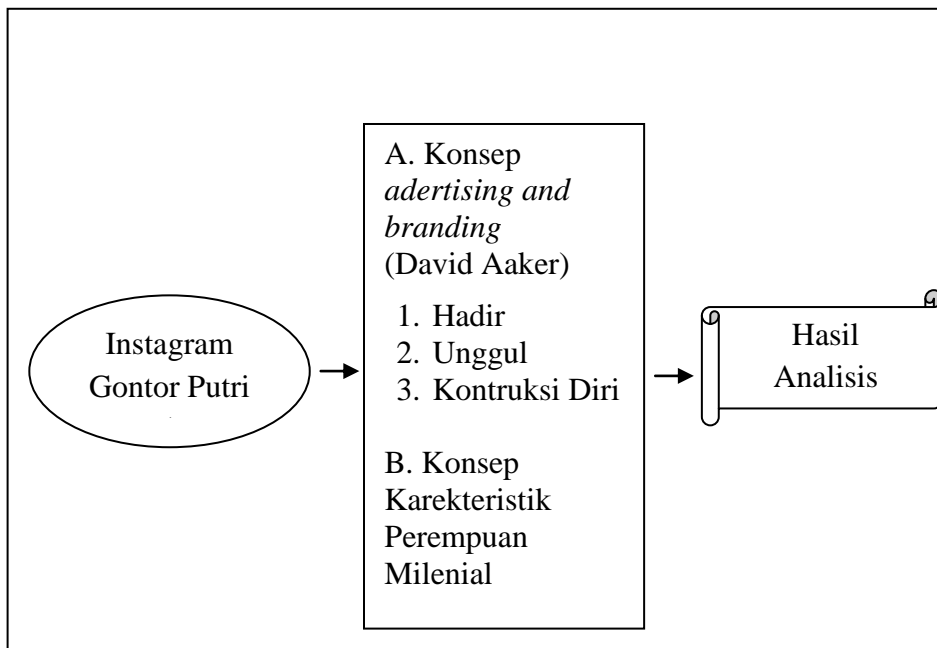 Instagram
Gontor Putri
A. Konsep
adertising and
branding
(David Aaker)
1. Hadir
2. Unggul
3. Kontruksi Diri
B. Konsep
Karekteristik
Perempuan
Milenial
Hasil
Analisis